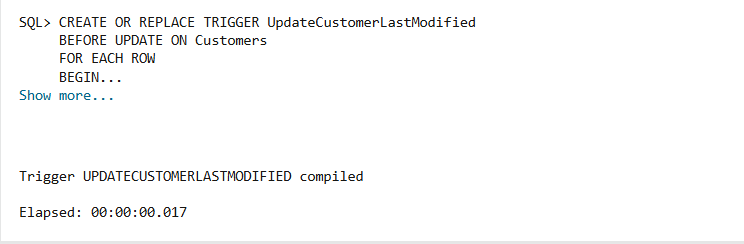 SQL> CREATE OR REPLACE TRIGGER UpdateCustomerLastModified
     BEFORE UPDATE ON Customers
     FOR EACH ROW
     BEGIN...
Show more...
Trigger UPDATECUSTOMERLASTMODIFIED compiled
Elapsed: 00:00:00.017